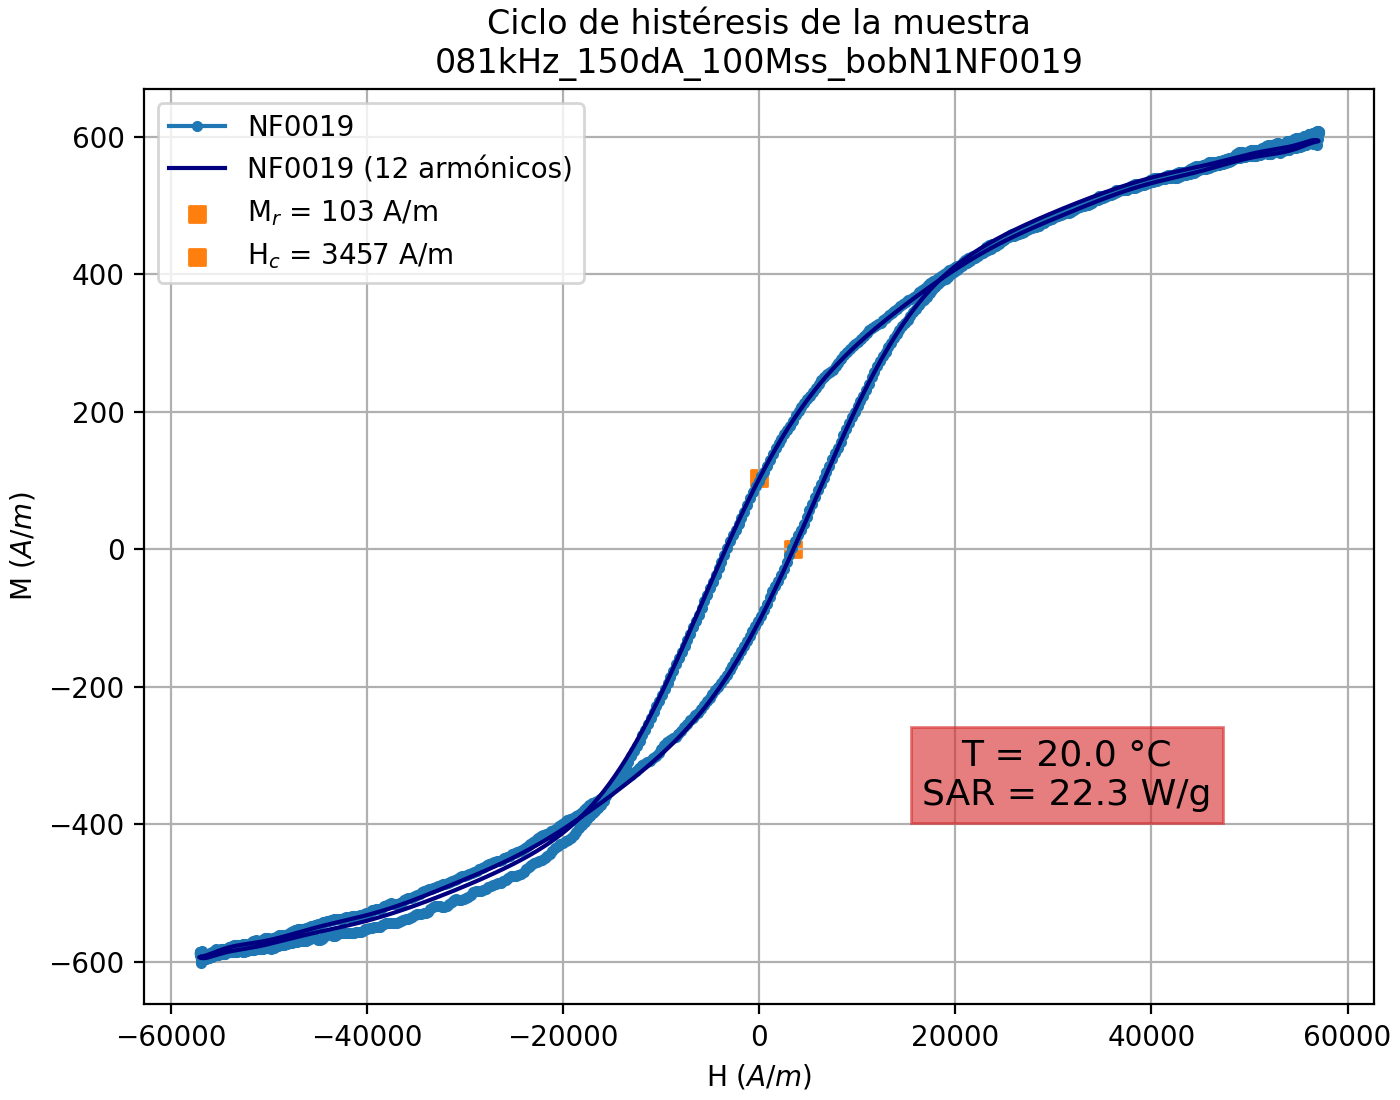 Ciclo de histéresis de la muestra
081kHz_150dA_100Mss_bobN1NF0019
NF0019
NF0019 (12 armónicos)
Mr = 103 A/m
Hc = 3457 A/m
600
400
200
0
−200
−400
−600
M (A/m)
T = 20.0 °C
SAR = 22.3 W/g
−60000 −40000 −20000 0 20000 40000 60000
H (A/m)